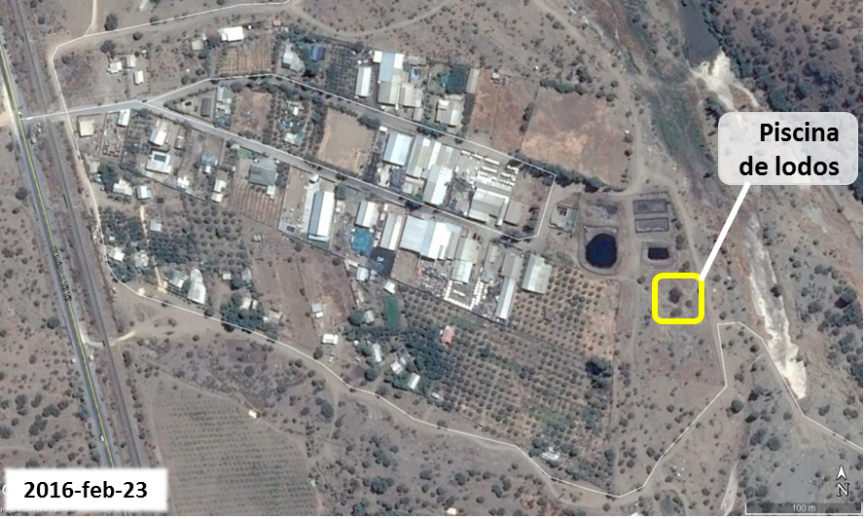 Piscina
de lodos
2016-feb-23
N
100 m